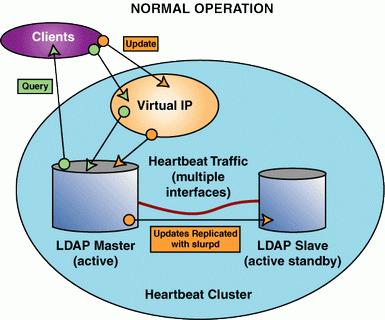 NORMAL OPERATION
Clients
Update
Query
Virtual IP
Heartbeat Traffic
(multiple
interfaces)
LDAP Master
(active)
Updates Replicated
with slurpd
LDAP Slave
(active standby)
Heartbeat Cluster